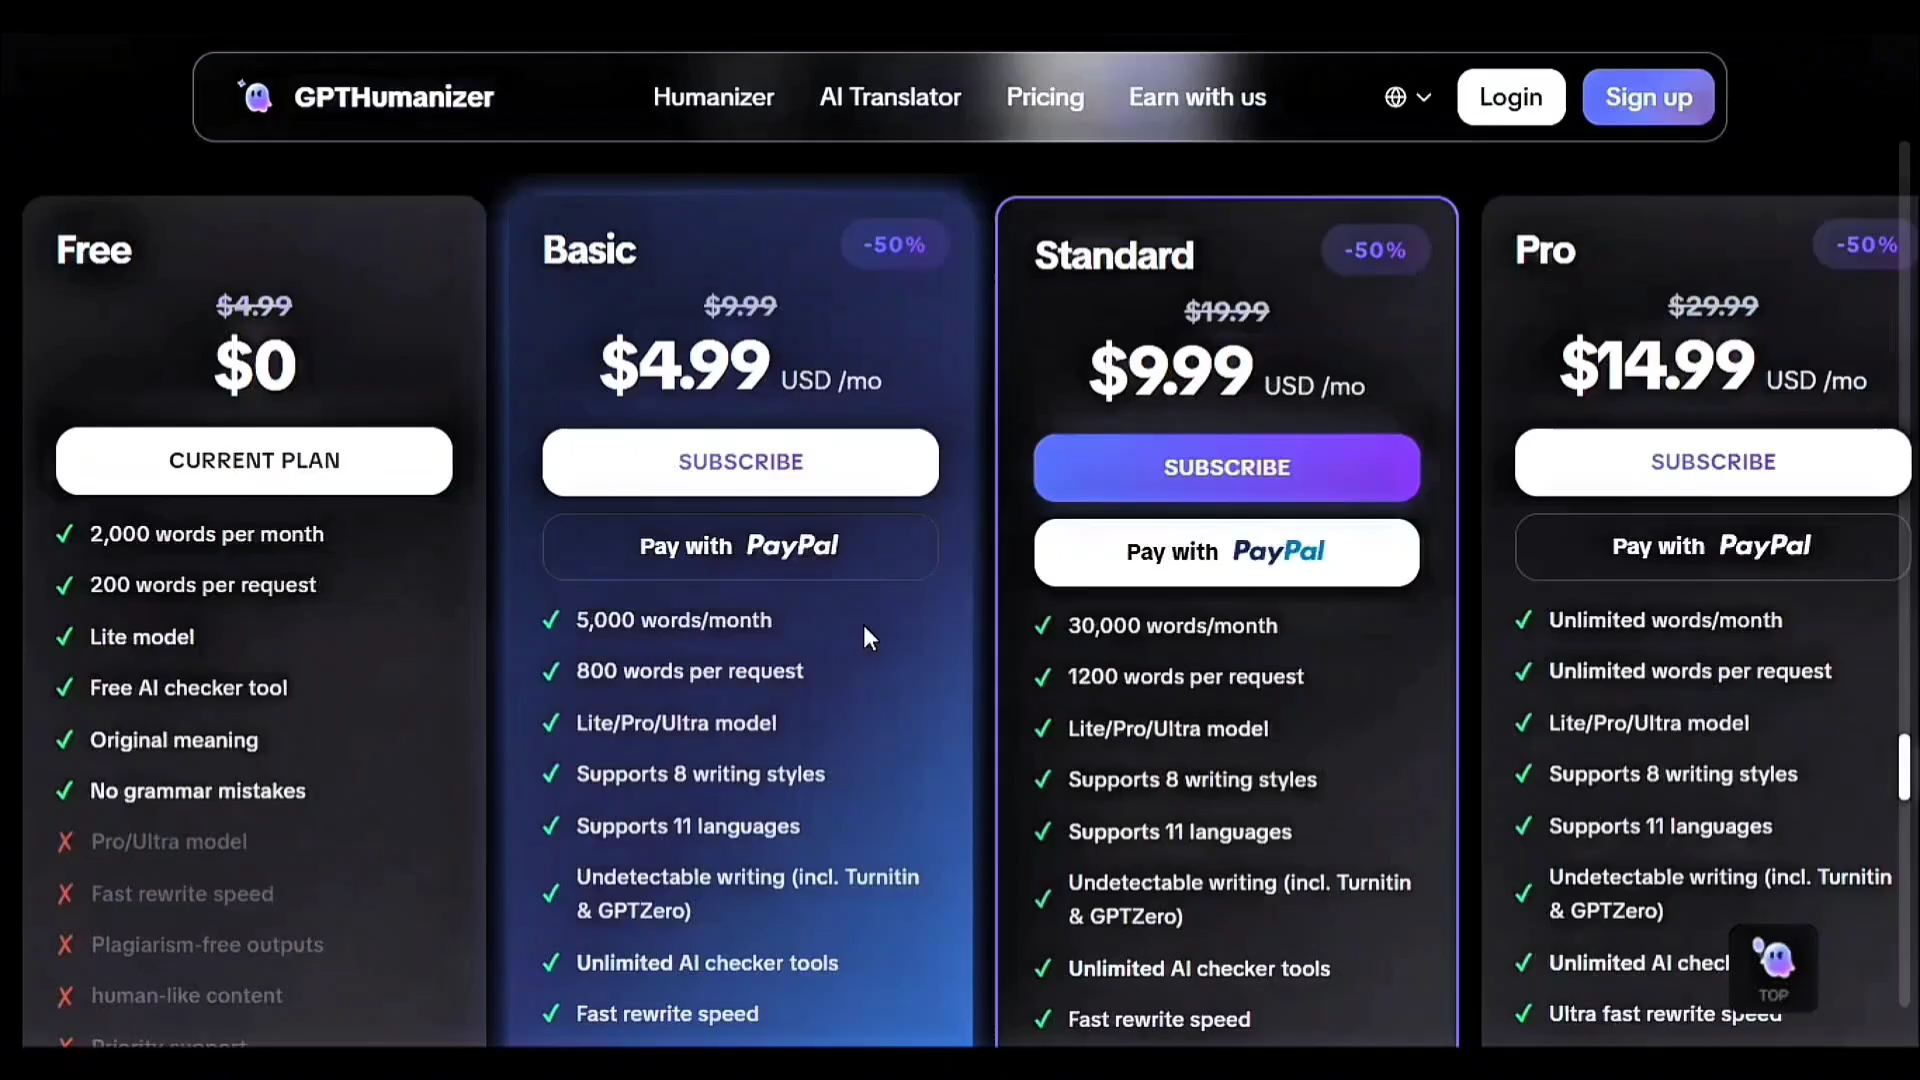 GPTHumanizer
Humanizer
AI Translator
Pricing
Earn with us
Login
Sign up
Free
$4.99
$0
CURRENT PLAN
2,000 words per month
200 words per request
Lite model
Free AI checker tool
Original meaning
No grammar mistakes
Pro/Ultra model
Fast rewrite speed
Plagiarism-free outputs
human-like content
Priority support
Basic
-50%
$9.99
$4.99 USD /mo
SUBSCRIBE
Pay with PayPal
5,000 words/month
800 words per request
Lite/Pro/Ultra model
Supports 8 writing styles
Supports 11 languages
Undetectable writing (incl. Turnitin
& GPTZero)
Unlimited AI checker tools
Fast rewrite speed
Standard
-50%
$19.99
$9.99 USD /mo
SUBSCRIBE
Pay with PayPal
30,000 words/month
1200 words per request
Lite/Pro/Ultra model
Supports 8 writing styles
Supports 11 languages
Undetectable writing (incl. Turnitin
& GPTZero)
Unlimited AI checker tools
Fast rewrite speed
Pro
-50%
$29.99
$14.99 USD /mo
SUBSCRIBE
Pay with PayPal
Unlimited words/month
Unlimited words per request
Lite/Pro/Ultra model
Supports 8 writing styles
Supports 11 languages
Undetectable writing (incl. Turnitin
& GPTZero)
Unlimited AI checl
Ultra fast rewrite speed
TOP